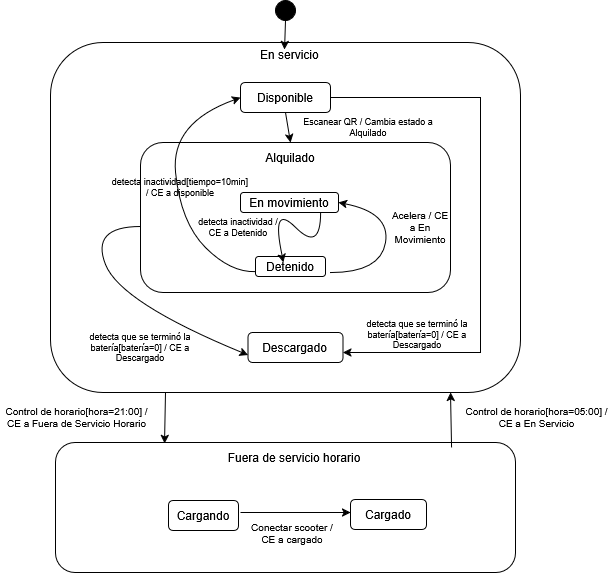 En servicio
Disponible
Escanear QR / Cambia estado a
Alquilado
Alquilado
detecta inactividad[tiempo=10min]
/ CE a disponible
En movimiento
detecta inactividad /
CE a Detenido
Acelera / CE
a En
Movimiento
Detenido
detecta que se terminó la
batería[batería=0] / CE a
Descargado
Descargado
detecta que se terminó la
batería[batería=0] / CE a
Descargado
Control de horario[hora=21:00] /
CE a Fuera de Servicio Horario
Control de horario[hora=05:00] /
CE a En Servicio
Fuera de servicio horario
Cargando
Conectar scooter /
CE a cargado
Cargado